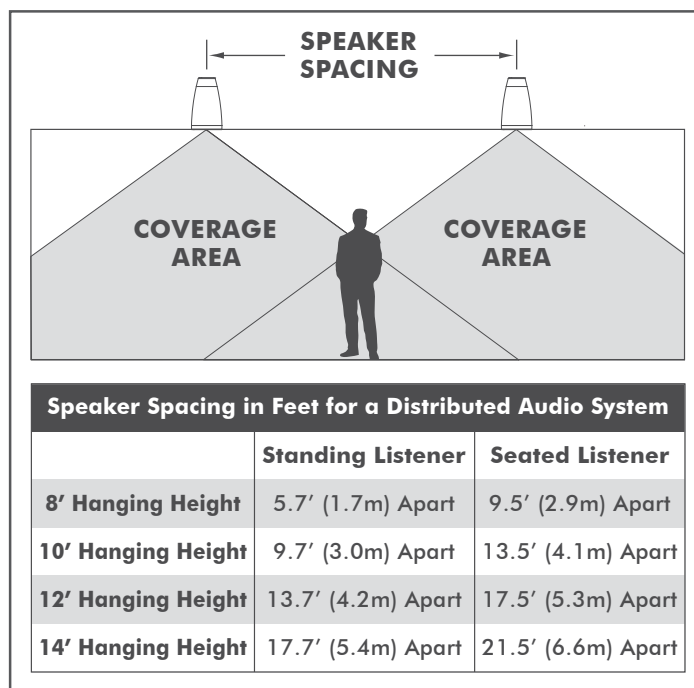 SPEAKER
SPACING
COVERAGE
AREA
COVERAGE
AREA
Speaker Spacing in Feet for a Distributed Audio System
Standing Listener Seated Listener
8’ Hanging Height 5.7’ (1.7m) Apart 9.5’ (2.9m) Apart
10’ Hanging Height 9.7’ (3.0m) Apart 13.5’ (4.1m) Apart
12’ Hanging Height 13.7’ (4.2m) Apart 17.5’ (5.3m) Apart
14’ Hanging Height 17.7’ (5.4m) Apart 21.5’ (6.6m) Apart